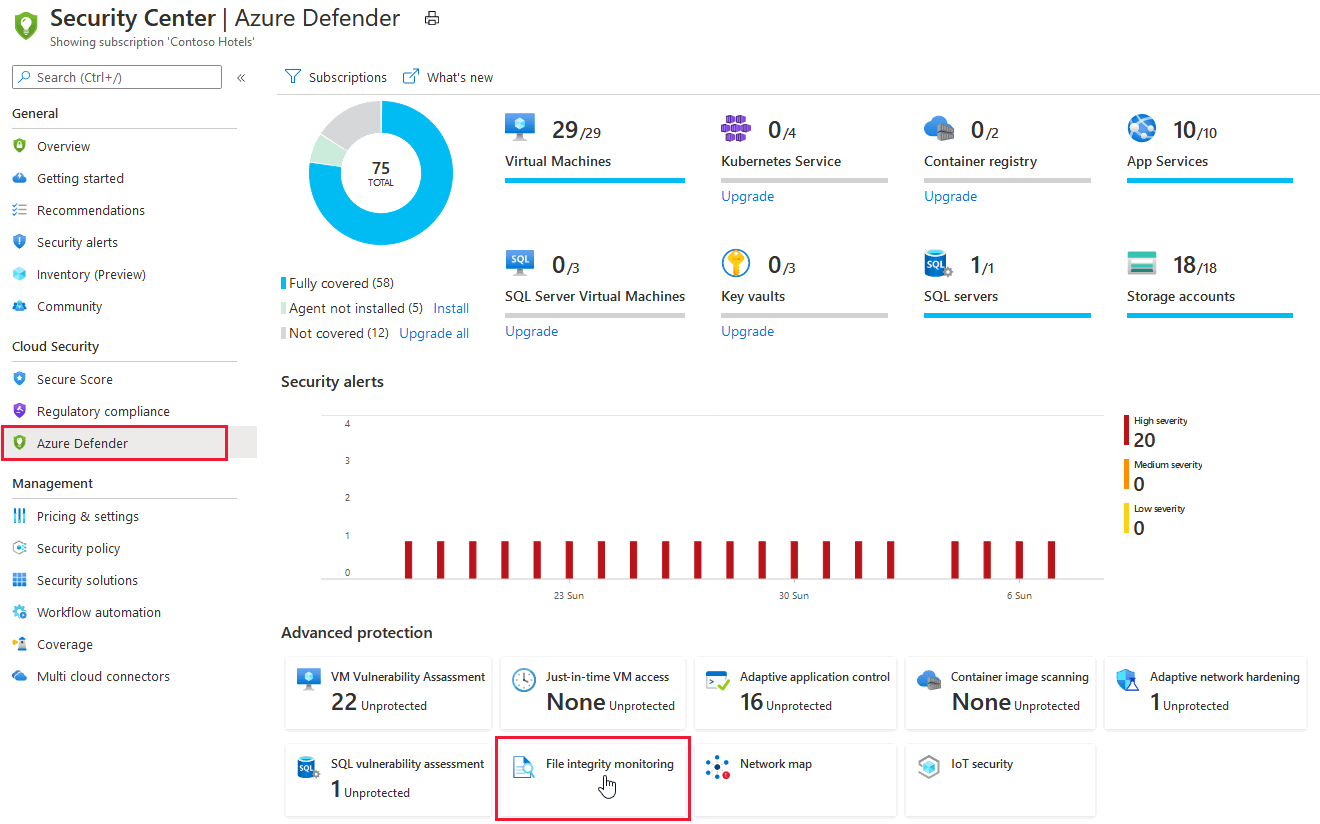 Security Center | Azure Defender
Showing subscription 'Contoso Hotels'
Search (Ctrl+/)
«
General
Overview
Getting started
Recommendations
Security alerts
Inventory (Preview)
Community
Cloud Security
Secure Score
Regulatory compliance
Azure Defender
Management
Pricing & settings
Security policy
Security solutions
Workflow automation
Coverage
Multi cloud connectors
Subscriptions
What's new
75
TOTAL
Fully covered (58)
Agent not installed (5) Install
Not covered (12) Upgrade all
29/29
Virtual Machines
0/4
Kubernetes Service
Upgrade
0/2
Container registry
Upgrade
10/10
App Services
SQL
0/3
SQL Server Virtual Machines
Upgrade
0/3
Key vaults
Upgrade
SQL
1/1
SQL servers
18/18
Storage accounts
Security alerts
4
3
2
1
0
23 Sun
30 Sun
6 Sun
High severity
20
Medium severity
0
Low severity
0
Advanced protection
VM Vulnerability Assessment
22 Unprotected
Just-in-time VM access
None Unprotected
Adaptive application control
16 Unprotected
Container image scanning
None Unprotected
Adaptive network hardening
1 Unprotected
SQL
SQL vulnerability assessment
1 Unprotected
File integrity monitoring
Network map
IoT security